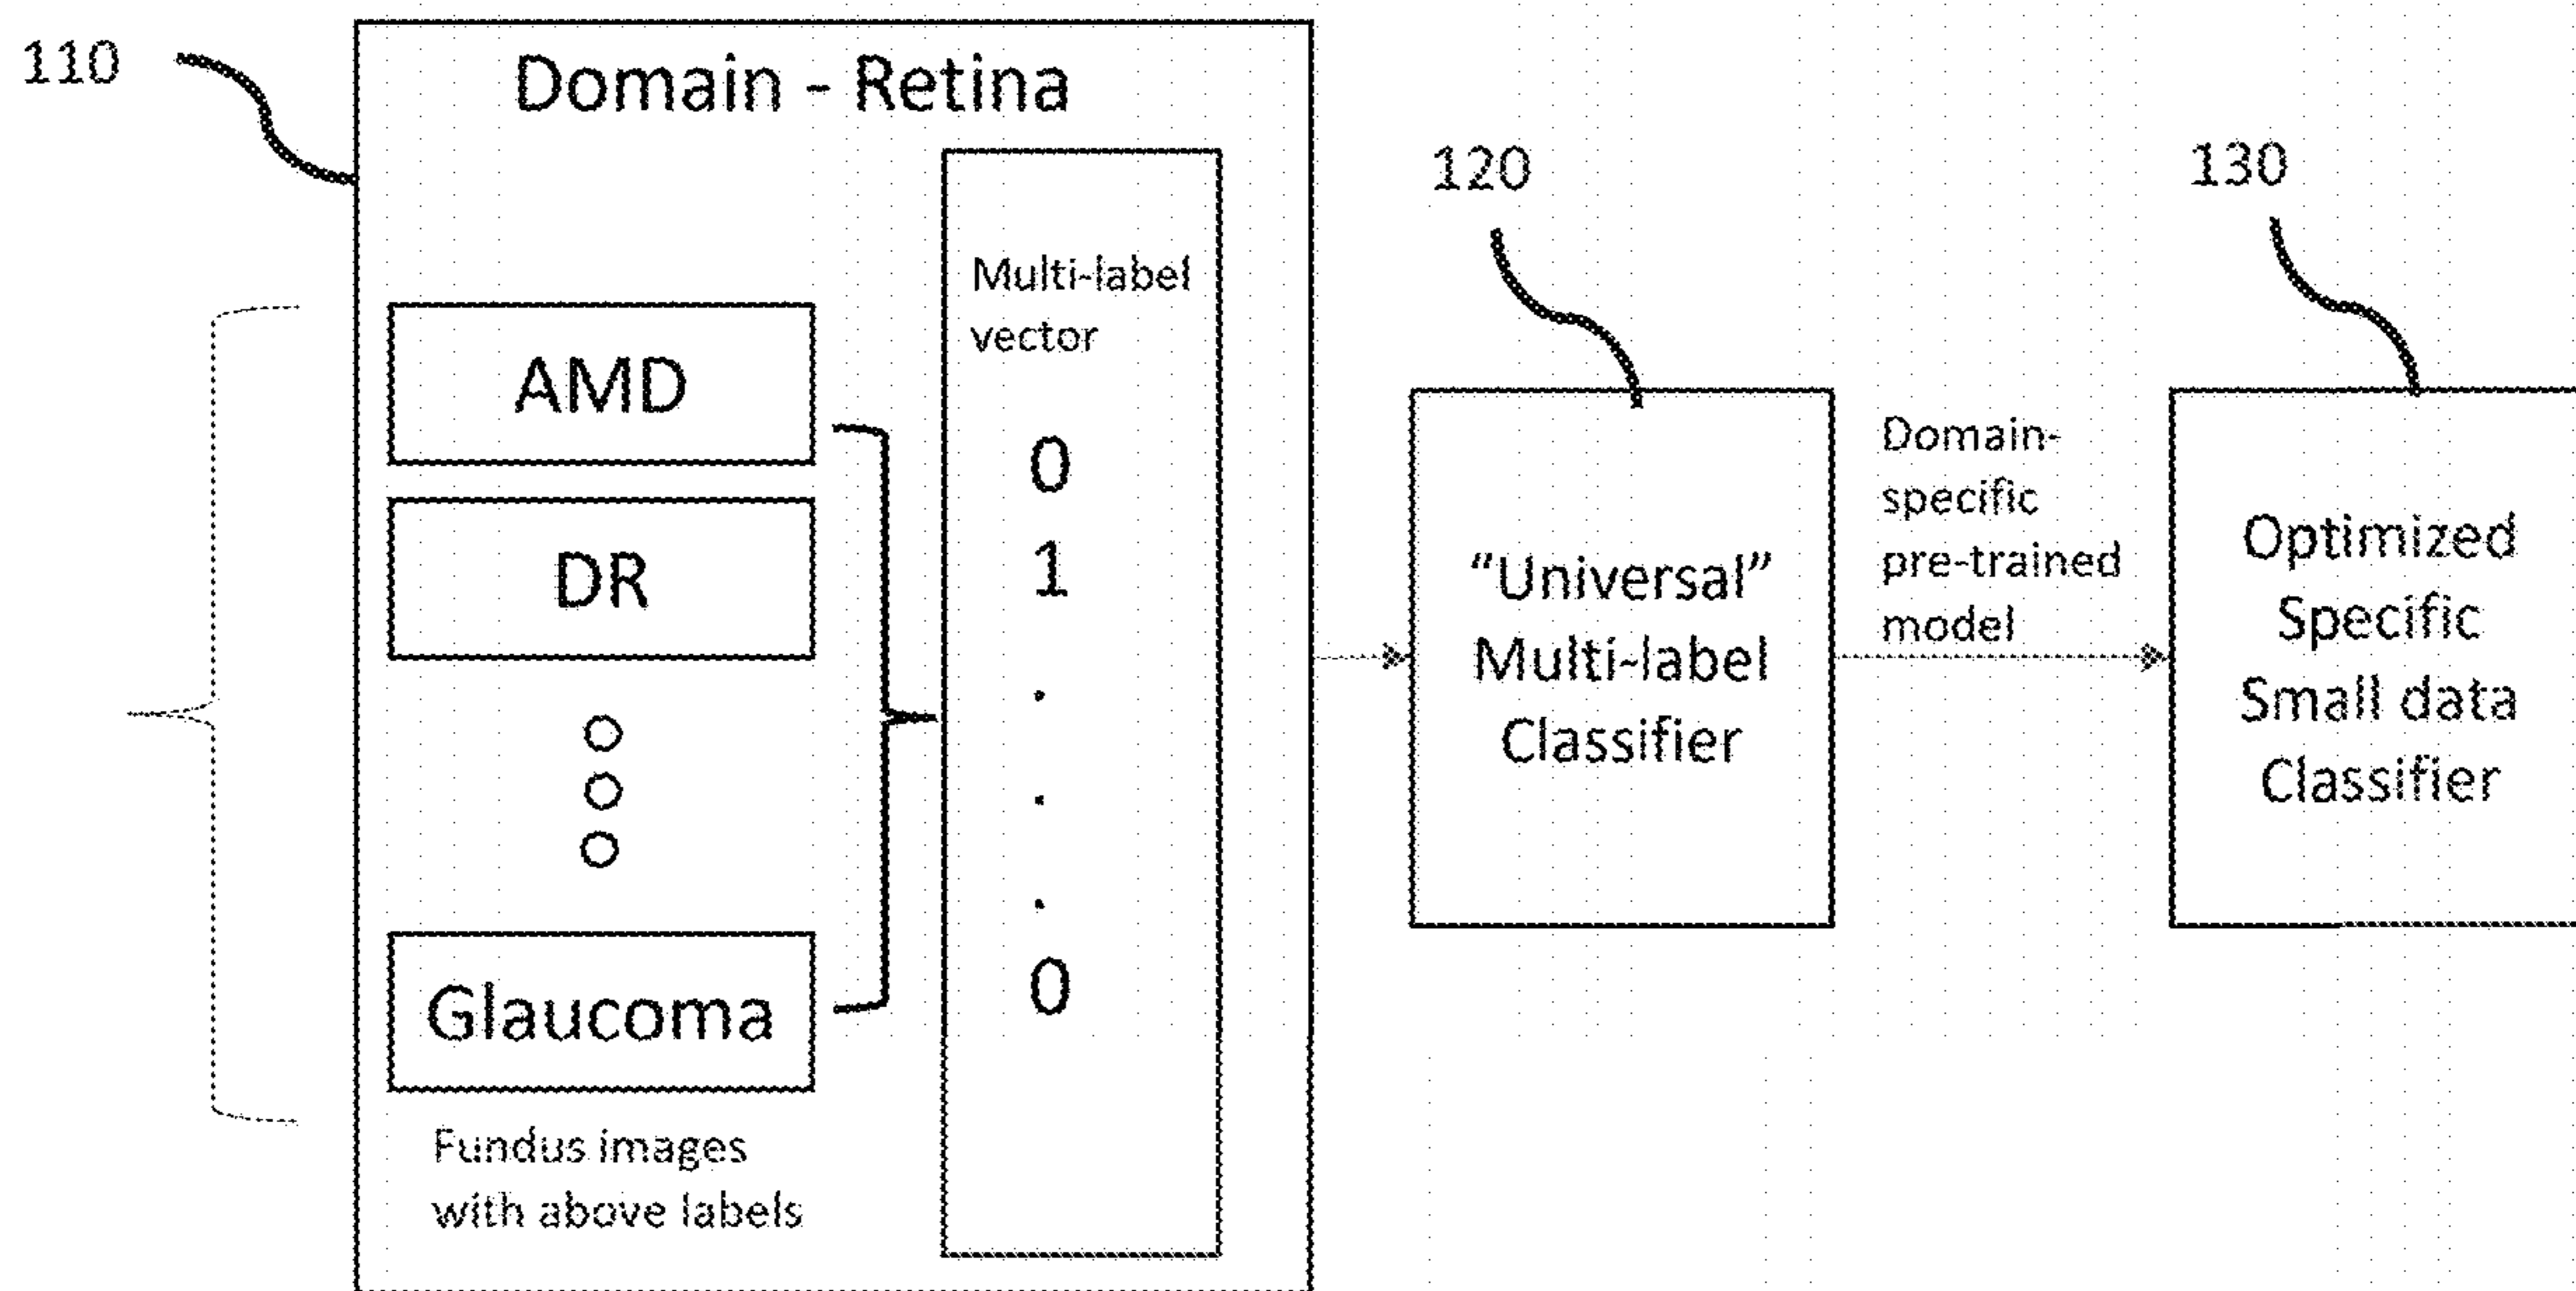 110
Domain - Retina
AMD
DR
Glaucoma
Fundus images
with above labels
Multi-label
vector
0
1
.
.
.
0
120
“Universal”
Multi-label
Classifier
Domain-
specific
pre-trained
model
130
Optimized
Specific
Small data
Classifier